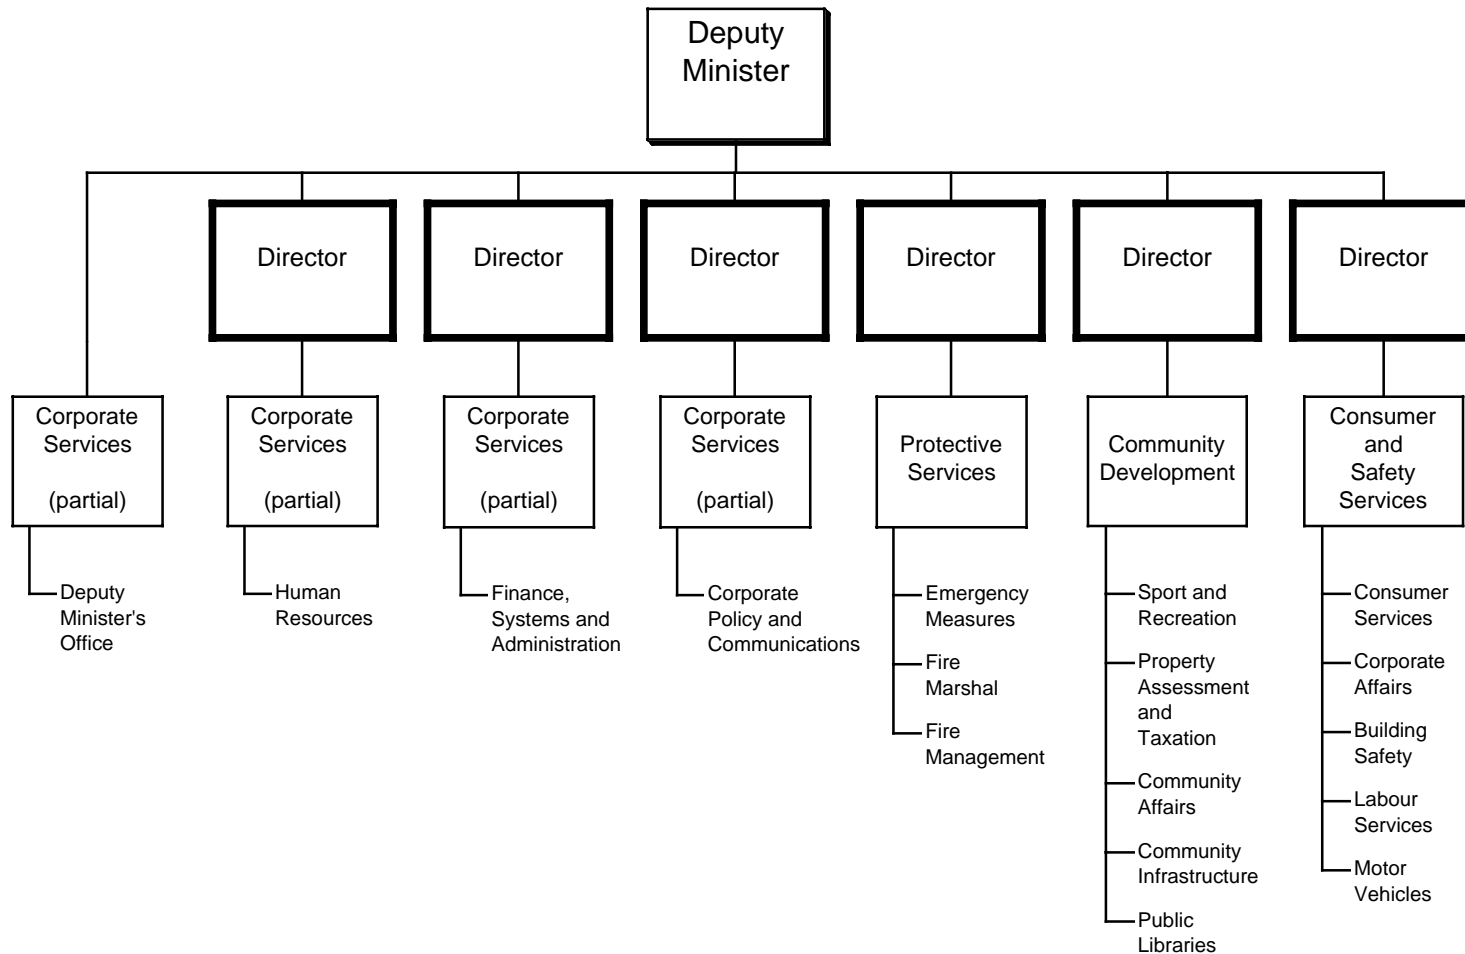 Deputy
Minister
Director
Director
Director
Director
Director
Director
Corporate
Services
(partial)
Corporate
Services
(partial)
Corporate
Services
(partial)
Corporate
Services
(partial)
Protective
Services
Community
Development
Consumer
and
Safety
Services
Deputy
Minister's
Office
Human
Resources
Finance,
Systems and
Administration
Corporate
Policy and
Communications
Emergency
Measures
Fire
Marshal
Fire
Management
Sport and
Recreation
Property
Assessment
and
Taxation
Community
Affairs
Community
Infrastructure
Public
Libraries
Consumer
Services
Corporate
Affairs
Building
Safety
Labour
Services
Motor
Vehicles